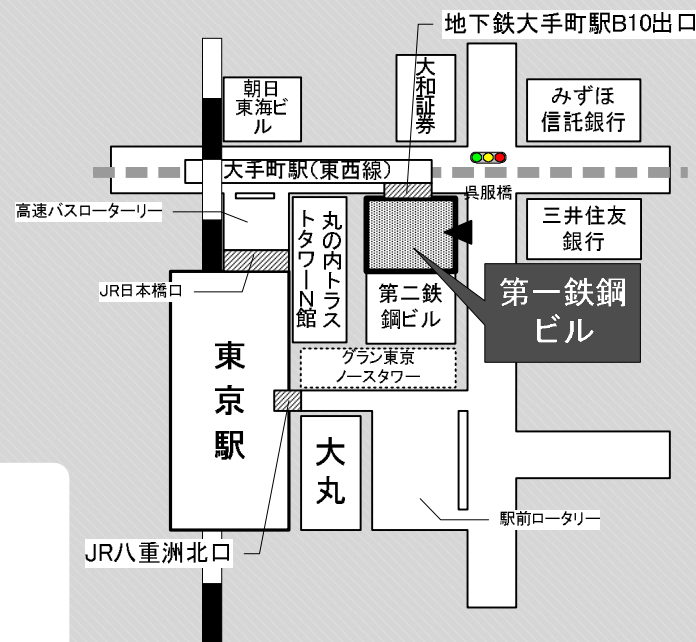 地下鉄大手町駅B10出口
朝日
東海ビ
ル
大和証券
みずほ
信託銀行
大手町駅(東西線)
呉服橋
高速バスローターリー
丸の内トラス
トタワーN館
三井住友
銀行
JR日本橋口
第二鉄
鋼ビル
第一鉄鋼
ビル
グラン東京
ノースタワー
東京駅
大丸
駅前ロータリー
JR八重洲北口